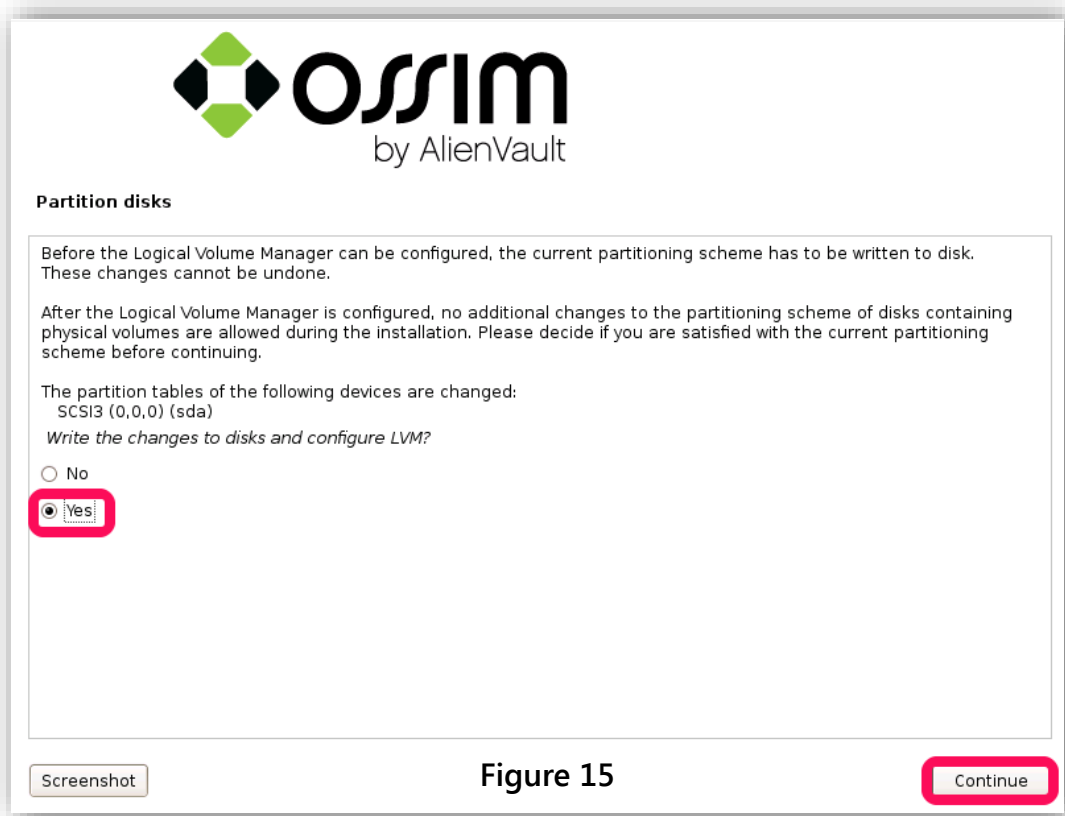 OSSIM
by AlienVault
Partition disks
Before the Logical Volume Manager can be configured, the current partitioning scheme has to be written to disk.
These changes cannot be undone.
After the Logical Volume Manager is configured, no additional changes to the partitioning scheme of disks containing
physical volumes are allowed during the installation. Please decide if you are satisfied with the current partitioning
scheme before continuing.
The partition tables of the following devices are changed:
SCSI3 (0,0,0) (sda)
Write the changes to disks and configure LVM?
No
Yes
Screenshot
Figure 15
Continue